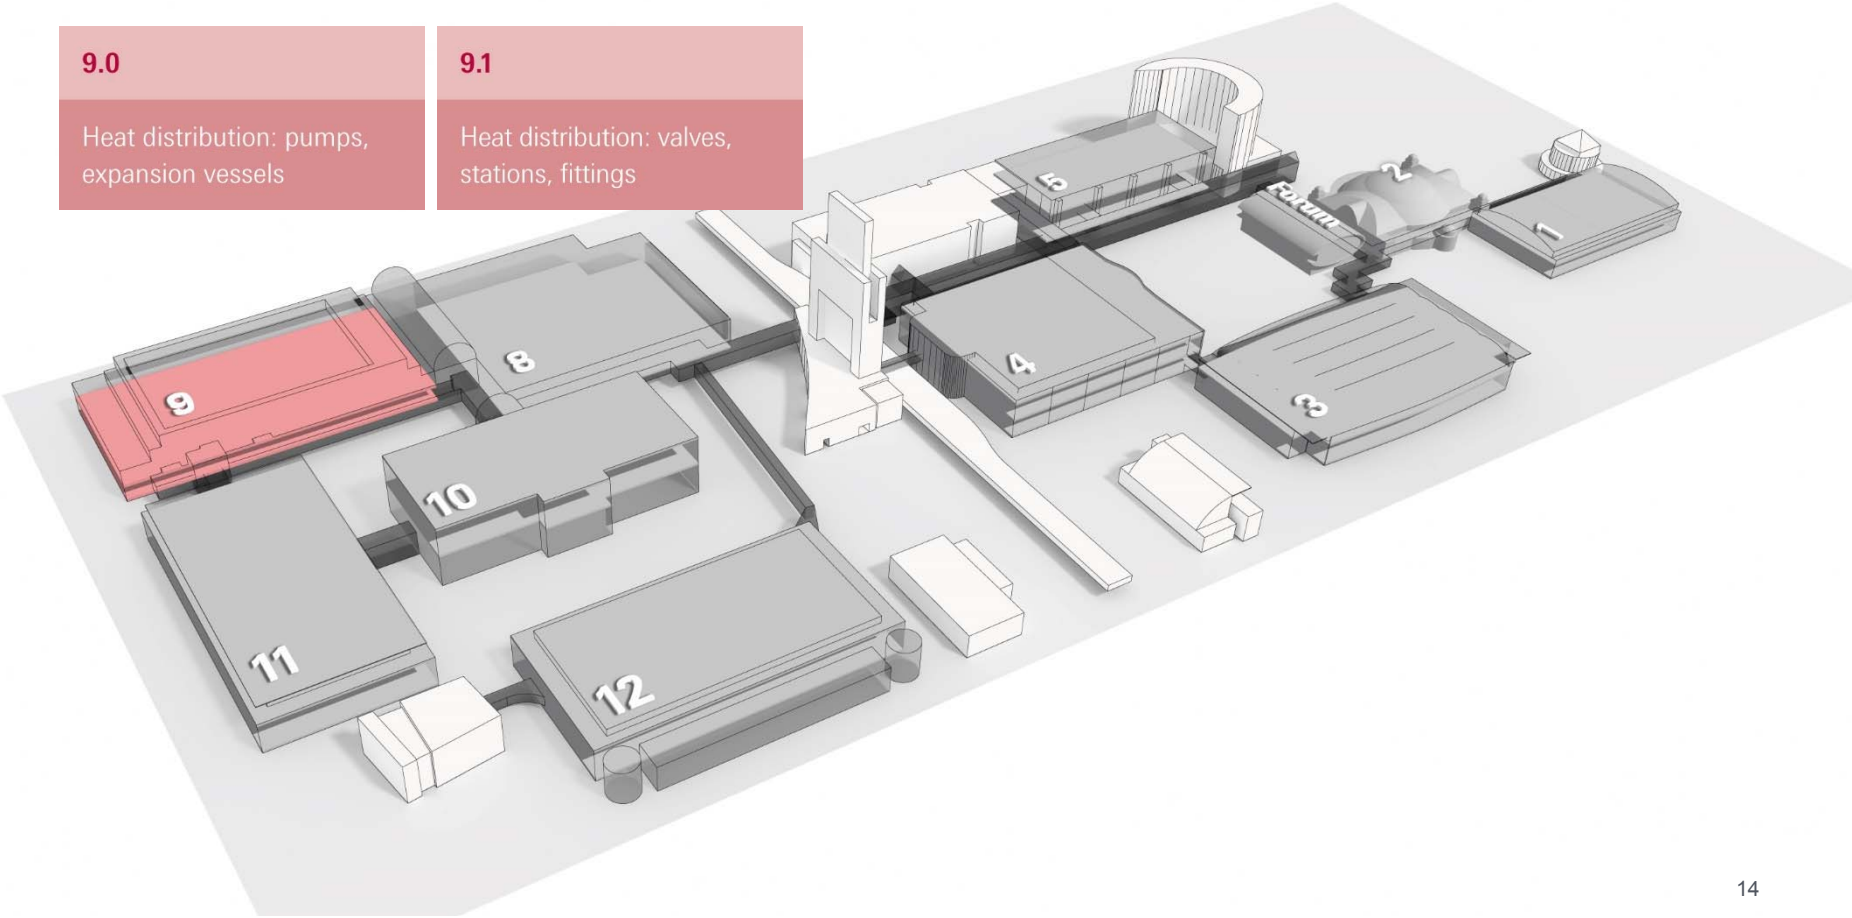 9.0
Heat distribution: pumps,
expansion vessels
9.1
Heat distribution: valves,
stations, fittings
5
2
Forum
1
8
4
9
3
10
11
12
14